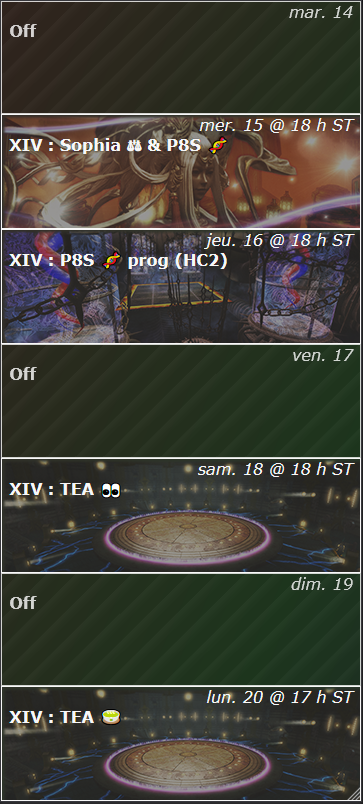 mar. 14
Off
mer. 15 @ 18 h ST
XIV : Sophia ⚖ & P8S 🍬
jeu. 16 @ 18 h ST
XIV : P8S 🍬 prog (HC2)
ven. 17
Off
sam. 18 @ 18 h ST
XIV : TEA 👀
dim. 19
Off
lun. 20 @ 17 h ST
XIV : TEA 🍵